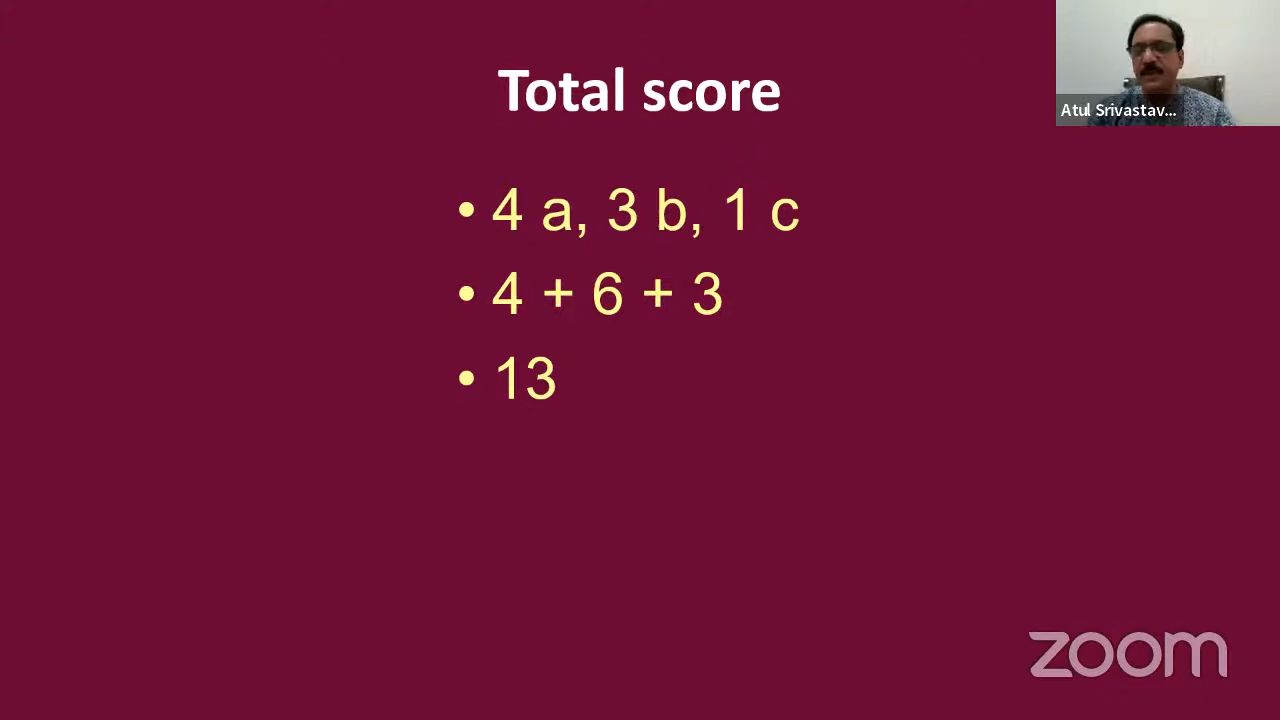 Total score
Atul Srivastav...
• 4 a, 3 b, 1 c
• 4 + 6 + 3
• 13
zoom